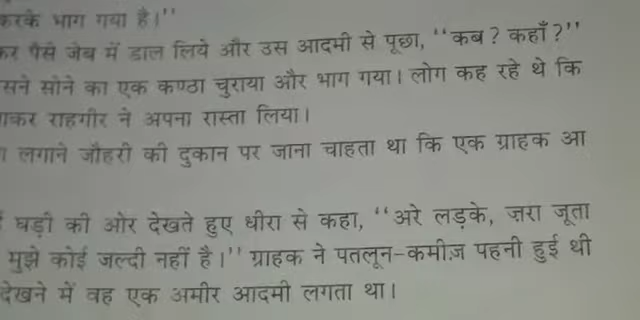 करके भाग गया है।''
कर पैसे जेब में डाल लिये और उस आदमी से पूछा, ''कब? कहाँ?''
सने सोने का एक कण्ठा चुराया और भाग गया। लोग कह रहे थे कि
ाकर राहगीर ने अपना रास्ता लिया।
लगाने जौहरी की दुकान पर जाना चाहता था कि एक ग्राहक आ
घड़ी की ओर देखते हुए धीरा से कहा, ''अरे लड़के, ज़रा जूता
मुझे कोई जल्दी नहीं है।'' ग्राहक ने पतलून-कमीज़ पहनी हुई थी
देखने में वह एक अमीर आदमी लगता था।